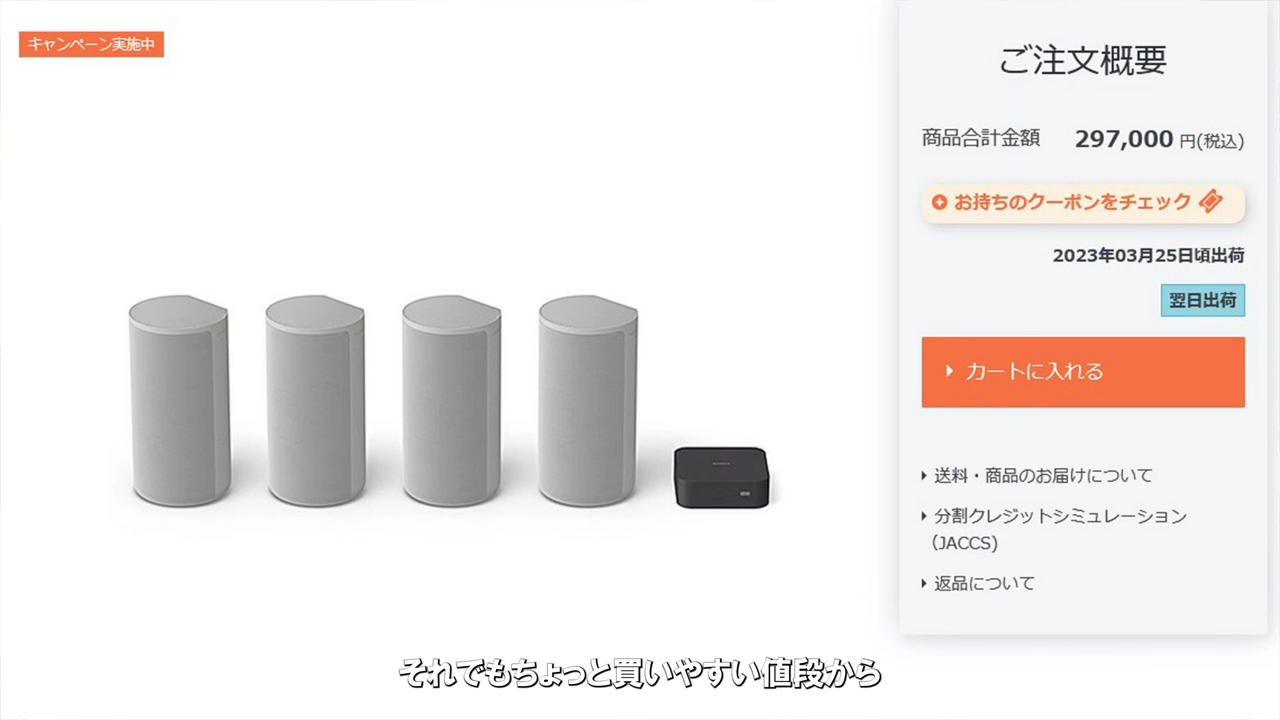 キャンペーン実施中
ご注文概要
商品合計金額 297,000 円(税込)
お持ちのクーポンをチェック
2023年03月25日頃出荷
翌日出荷
カートに入れる
送料・商品のお届けについて
分割クレジットシミュレーション
（JACCS)
返品について
それでもちょっと買いやすい値段から